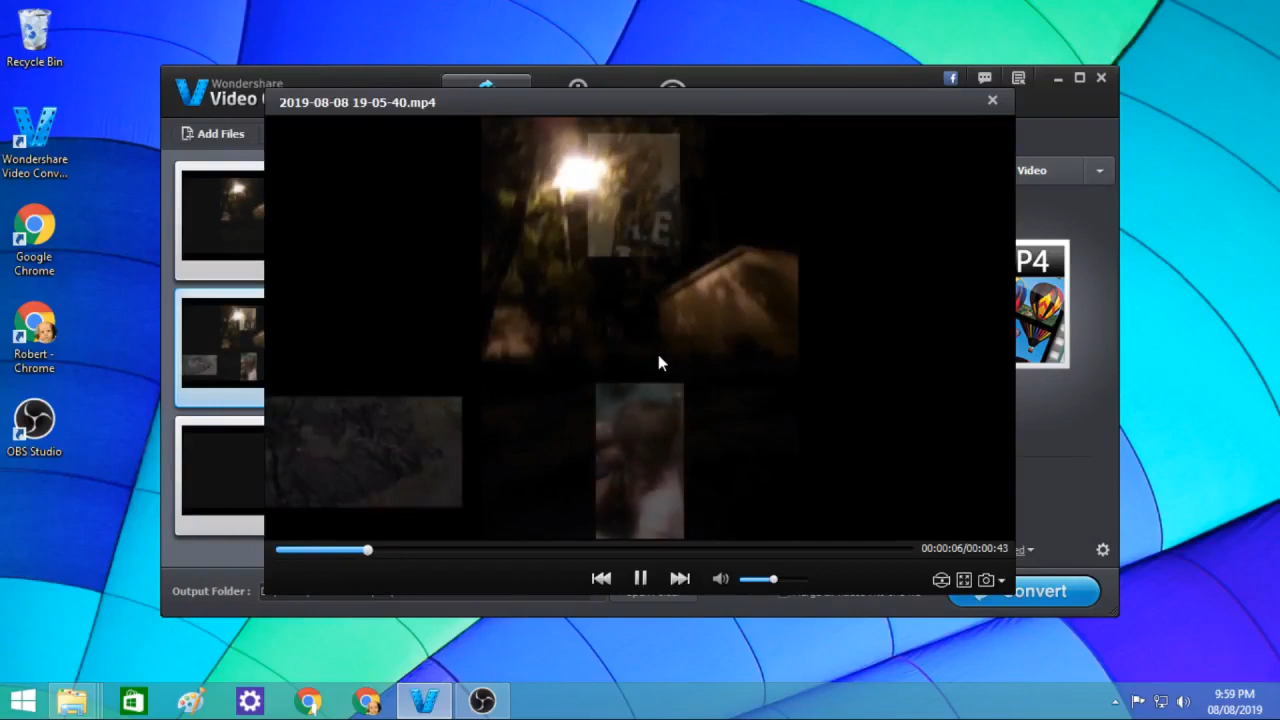 Recycle Bin
Wondershare
Video Conv...
Google
Chrome
Robert -
Chrome
OBS Studio
Wondershare
Video
2019-08-08 19-05-40.mp4
Add Files
Video
P4
00:00:06/00:00:43
Output Folder :
Convert
9:59 PM
08/08/2019